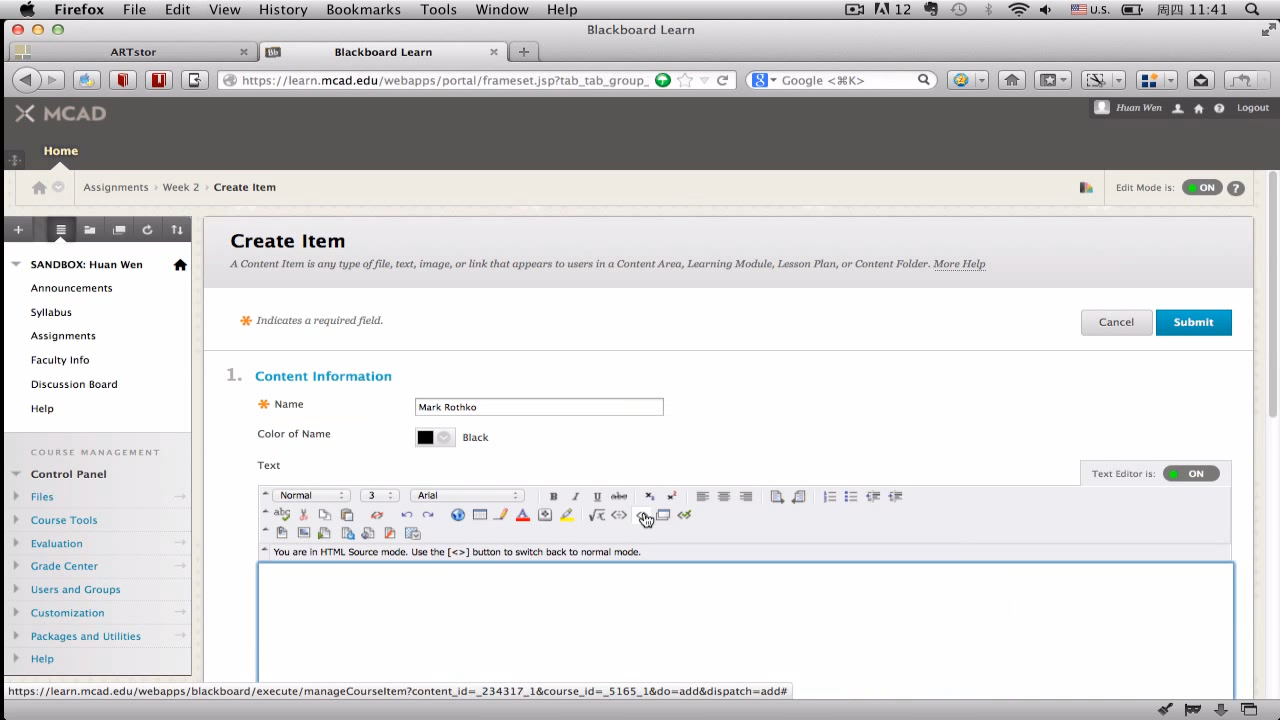 Firefox File Edit View History Bookmarks Tools Window Help 12 U.S. 周四 11:41
Blackboard Learn
ARTstor Blackboard Learn
https://learn.mcad.edu/webapps/portal/frameset.jsp?tab_tab_group_ Google <⌘K>
MCAD Huan Wen Logout
Home
Assignments Week 2 Create Item Edit Mode is: ON
Create Item
A Content Item is any type of file, text, image, or link that appears to users in a Content Area, Learning Module, Lesson Plan, or Content Folder. More Help
SANDBOX: Huan Wen
Announcements
Syllabus
Assignments
Faculty Info
Discussion Board
Help
COURSE MANAGEMENT
Control Panel
Files
Course Tools
Evaluation
Grade Center
Users and Groups
Customization
Packages and Utilities
Help
Indicates a required field. Cancel Submit
1. Content Information
Name Mark Rothko
Color of Name Black
Text Text Editor is: ON
Normal 3 Arial B I U abc
You are in HTML Source mode. Use the [<>] button to switch back to normal mode.
https://learn.mcad.edu/webapps/blackboard/execute/manageCourseItem?content_id=_234317_1&course_id=_5165_1&do=add&dispatch=add#